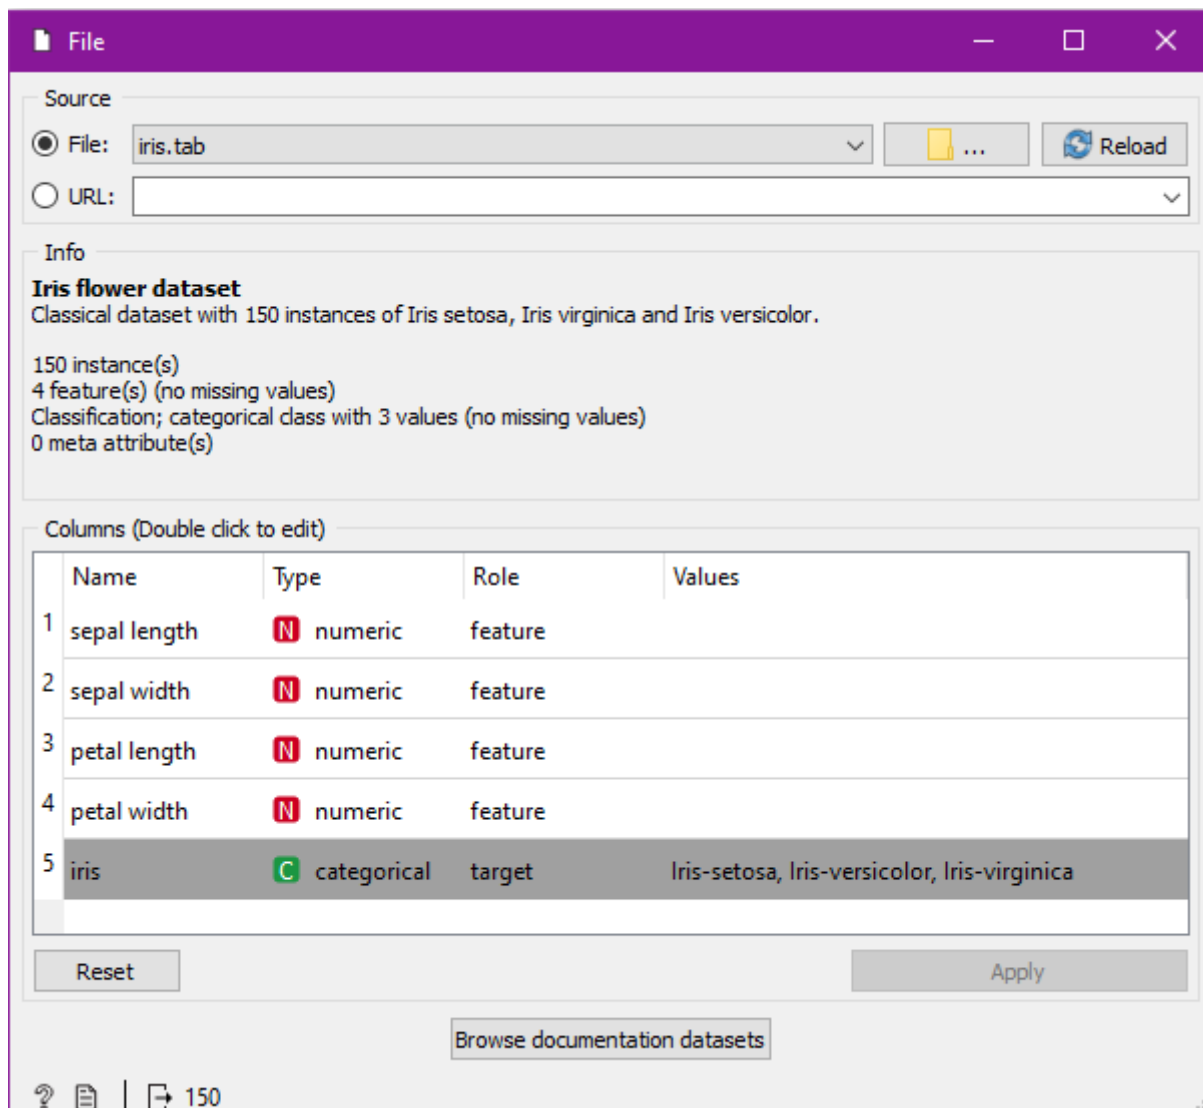 File
Source
File: iris.tab ... Reload
URL:
Info
Iris flower dataset
Classical dataset with 150 instances of Iris setosa, Iris virginica and Iris versicolor.
150 instance(s)
4 feature(s) (no missing values)
Classification; categorical class with 3 values (no missing values)
0 meta attribute(s)
Columns (Double click to edit)
Name Type Role Values
1 sepal length N numeric feature
2 sepal width N numeric feature
3 petal length N numeric feature
4 petal width N numeric feature
5 iris C categorical target Iris-setosa, Iris-versicolor, Iris-virginica
Reset Apply
Browse documentation datasets
? 150